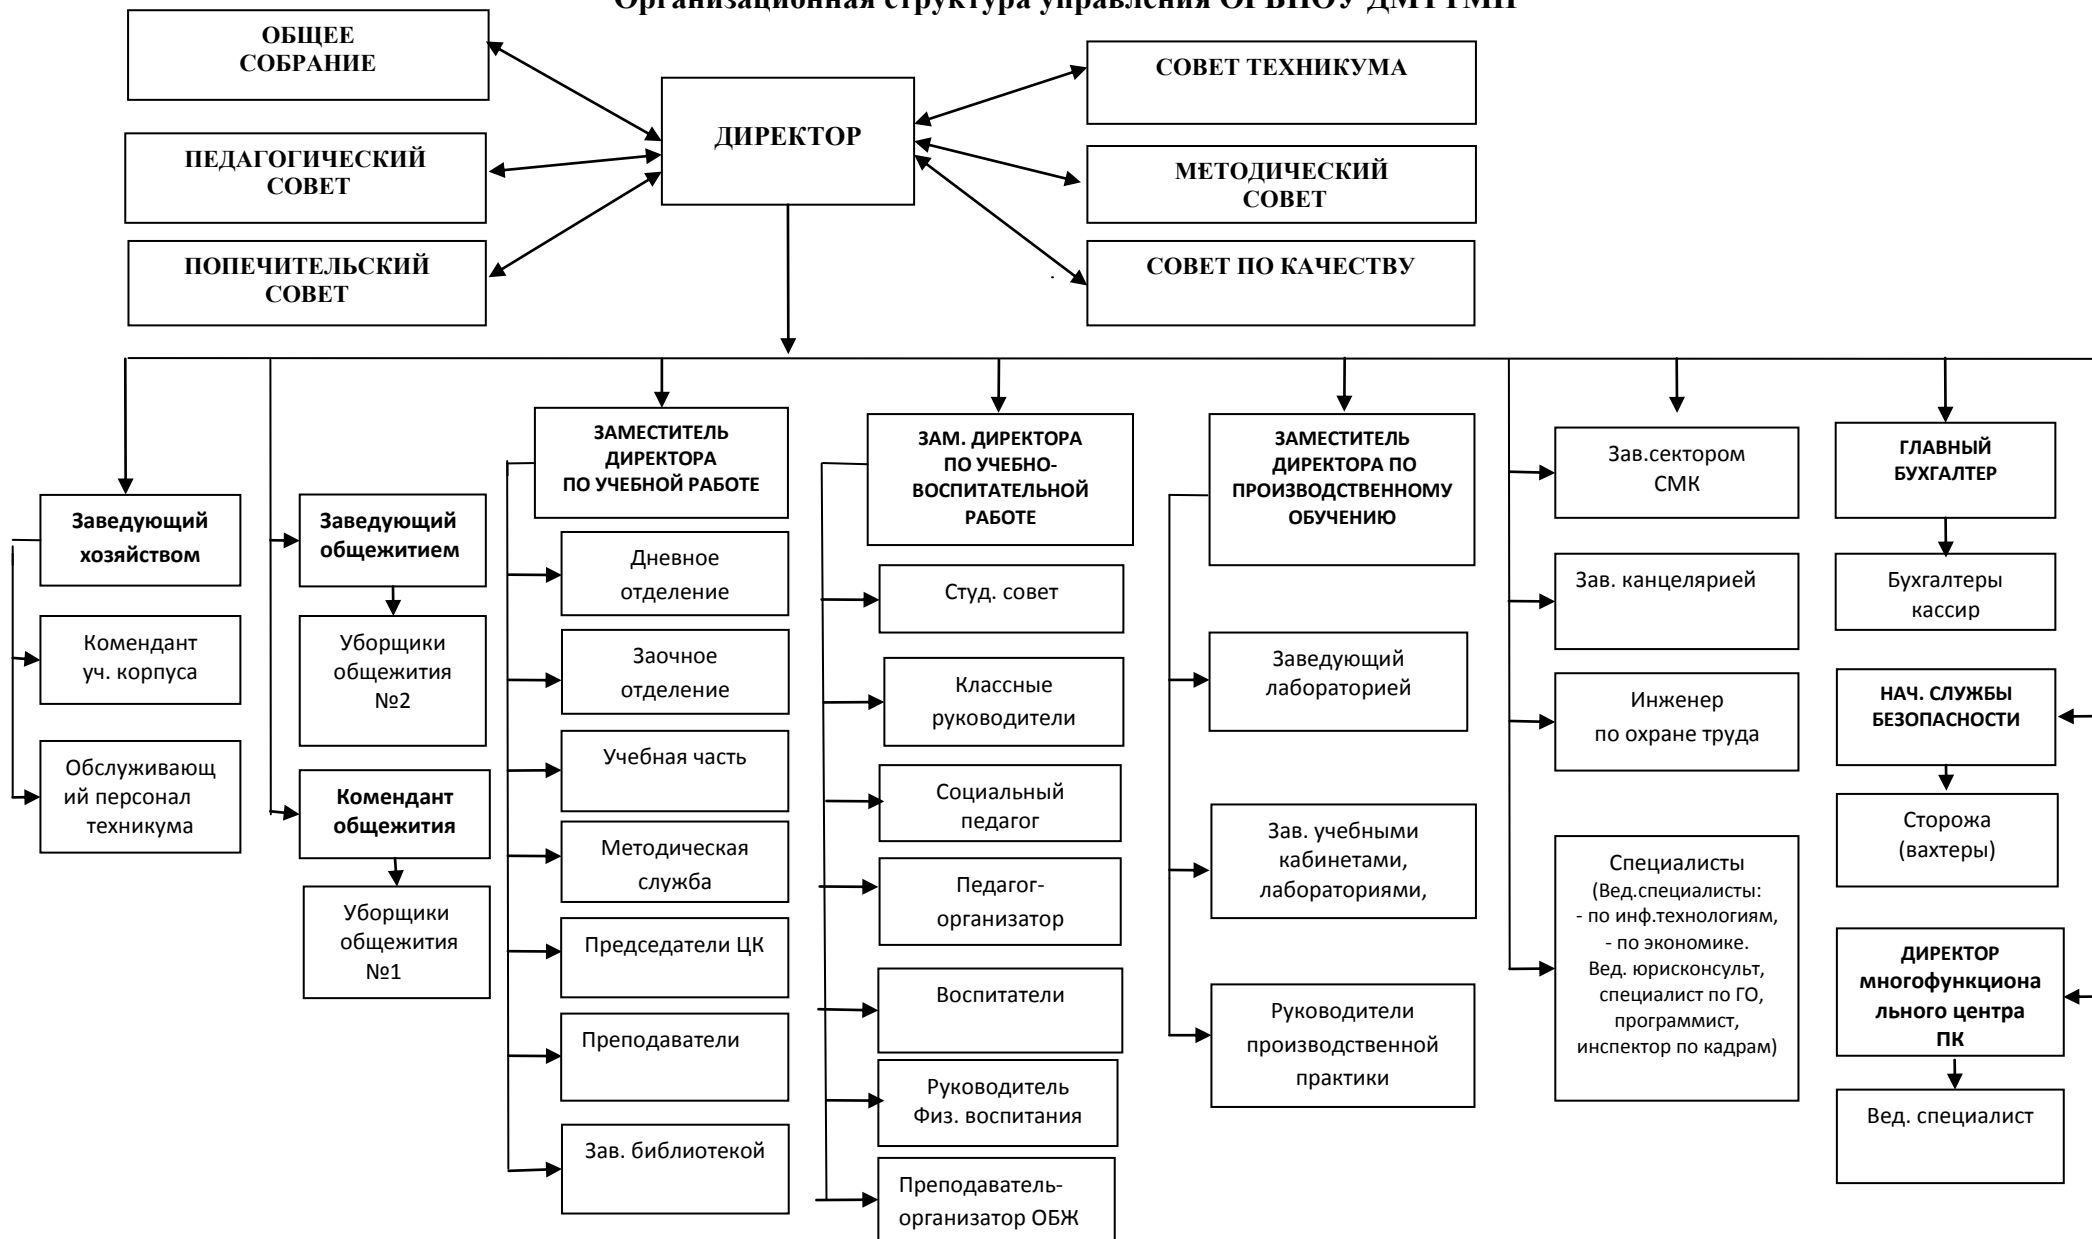 Организационная структура управления ОГБПОУ ДМТТМП
ОБЩЕЕ
СОБРАНИЕ
ПЕДАГОГИЧЕСКИЙ
СОВЕТ
ПОПЕЧИТЕЛЬСКИЙ
СОВЕТ
ДИРЕКТОР
СОВЕТ ТЕХНИКУМА
МЕТОДИЧЕСКИЙ
СОВЕТ
СОВЕТ ПО КАЧЕСТВУ
Заведующий
хозяйством
Комендант
уч. корпуса
Обслуживающ
ий персонал
техникума
Заведующий
общежитием
Уборщики
общежития
№2
Комендант
общежития
Уборщики
общежития
№1
ЗАМЕСТИТЕЛЬ
ДИРЕКТОРА
ПО УЧЕБНОЙ РАБОТЕ
Дневное
отделение
Заочное
отделение
Учебная часть
Методическая
служба
Председатели ЦК
Преподаватели
Зав. библиотекой
ЗАМ. ДИРЕКТОРА
ПО УЧЕБНО-
ВОСПИТАТЕЛЬНОЙ
РАБОТЕ
Студ. совет
Классные
руководители
Социальный
педагог
Педагог-
организатор
Воспитатели
Руководитель
Физ. воспитания
Преподаватель-
организатор ОБЖ
ЗАМЕСТИТЕЛЬ
ДИРЕКТОРА ПО
ПРОИЗВОДСТВЕННОМУ
ОБУЧЕНИЮ
Заведующий
лабораторией
Зав. учебными
кабинетами,
лабораториями,
Руководители
производственной
практики
Зав.сектором
СМК
Зав. канцелярией
Инженер
по охране труда
Специалисты
(Вед.специалисты:
- по инф.технологиям,
- по экономике.
Вед. юрисконсульт,
специалист по ГО,
программист,
инспектор по кадрам)
ГЛАВНЫЙ
БУХГАЛТЕР
Бухгалтеры
кассир
НАЧ. СЛУЖБЫ
БЕЗОПАСНОСТИ
Сторожа
(вахтеры)
ДИРЕКТОР
многофункциона
льного центра
ПК
Вед. специалист